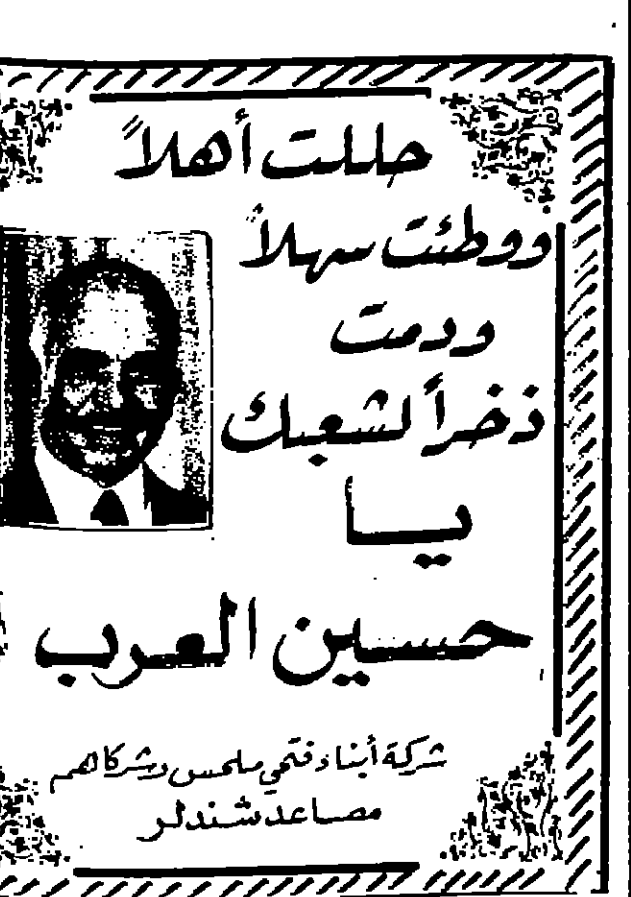 حللت أهلاً
ووطئت سهلاً
ودمت
ذخراً لشعبك
يا
حسين العرب
شركة أبناء فتحي ملحس وشركاهم
مصاعد شندلر